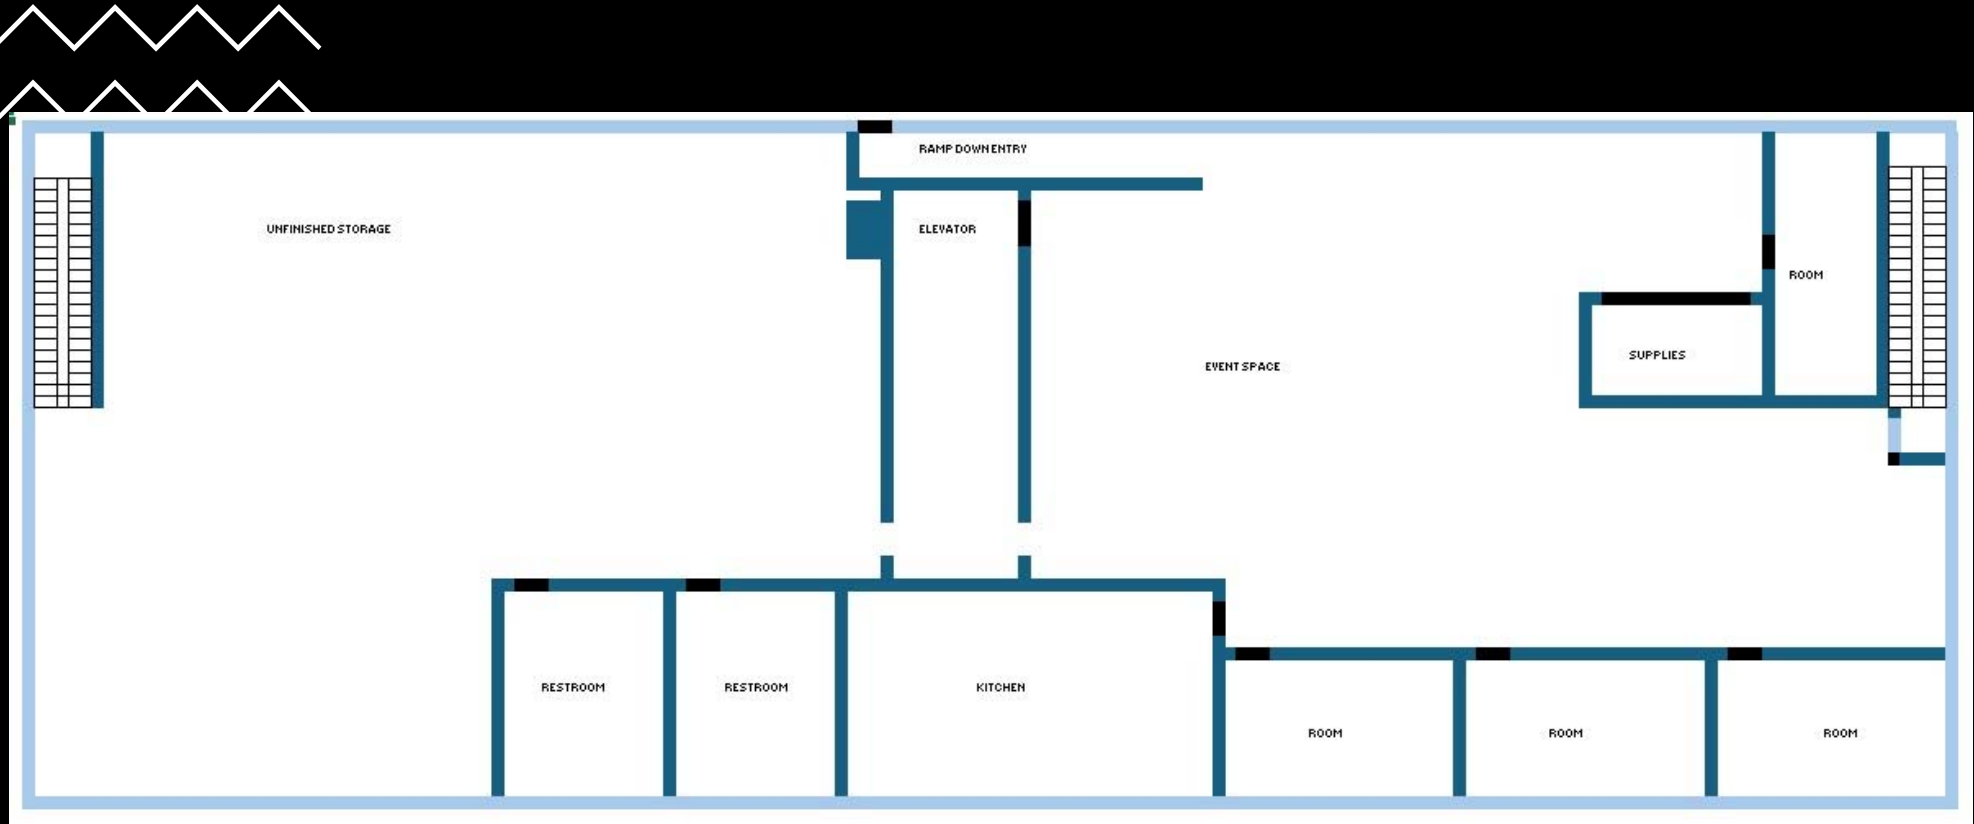 RAMP DOWN ENTRY
UNFINISHED STORAGE
ELEVATOR
ROOM
SUPPLIES
EVENT SPACE
RESTROOM
RESTROOM
KITCHEN
ROOM
ROOM
ROOM